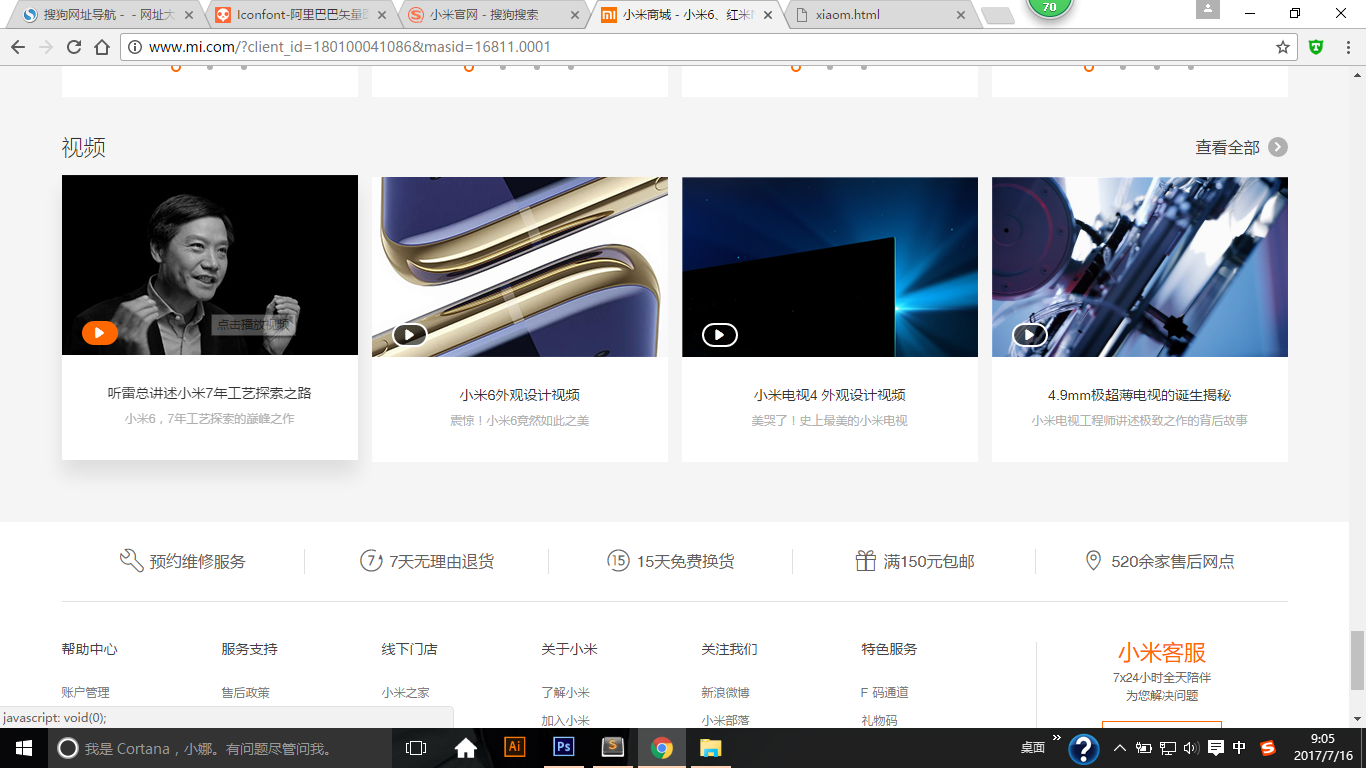 搜狗网址导航 - - 网址大
Iconfont-阿里巴巴矢量
小米官网 - 搜狗搜索
小米商城 - 小米6、红米
xiaom.html
70
www.mi.com/?client_id=180100041086&masid=16811.0001
视频
查看全部
点击播放视频
听雷总讲述小米7年工艺探索之路
小米6，7年工艺探索的巅峰之作
小米6外观设计视频
震惊！小米6竟然如此之美
小米电视4 外观设计视频
美哭了！史上最美的小米电视
4.9mm极超薄电视的诞生揭秘
小米电视工程师讲述极致之作的背后故事
预约维修服务
7 7天无理由退货
15 15天免费换货
满150元包邮
520余家售后网点
帮助中心
服务支持
线下门店
关于小米
关注我们
特色服务
小米客服
账户管理
售后政策
小米之家
了解小米
新浪微博
F 码通道
7x24小时全天陪伴
为您解决问题
加入小米
小米部落
礼物码
javascript: void(0);
我是 Cortana，小娜。有问题尽管问我。
Ai
Ps
S
桌面
中
9:05
2017/7/16